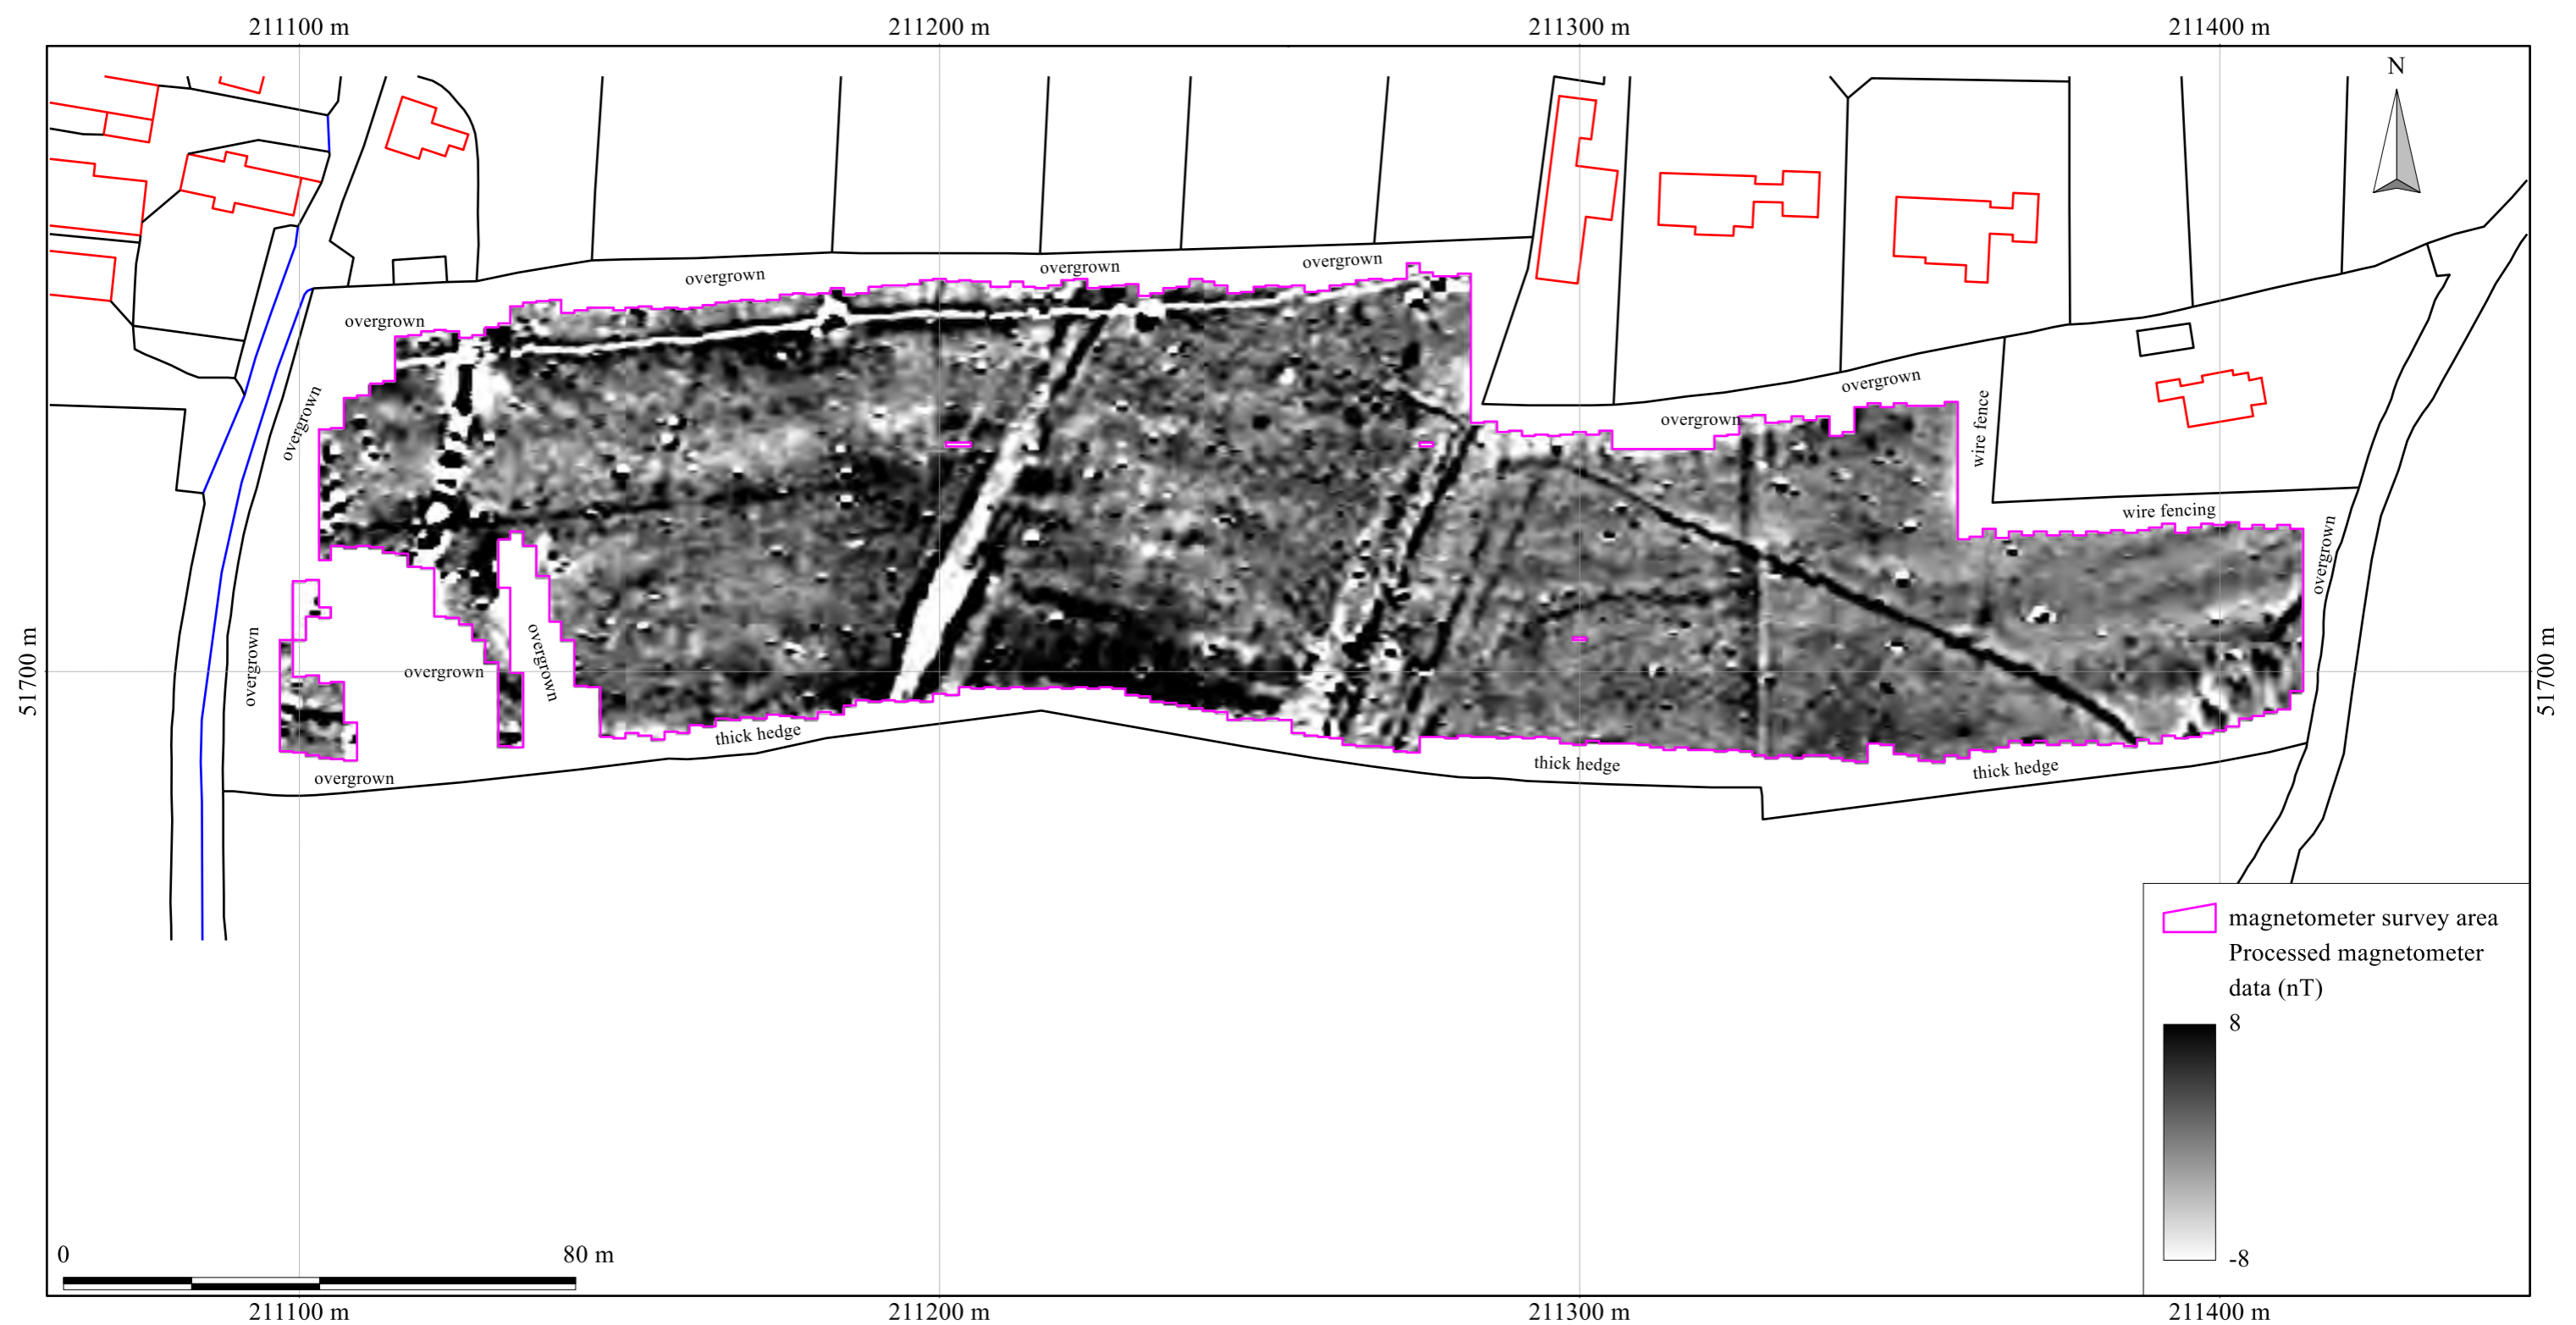 211100 m
211200 m
211300 m
211400 m
N
overgrown
overgrown
overgrown
overgrown
overgrown
overgrown
overgrown
wire fence
wire fencing
overgrown
overgrown
overgrown
overgrown
overgrown
thick hedge
thick hedge
thick hedge
51700 m
51700 m
magnetometer survey area
Processed magnetometer
data (nT)
8
-8
0
80 m
211100 m
211200 m
211300 m
211400 m